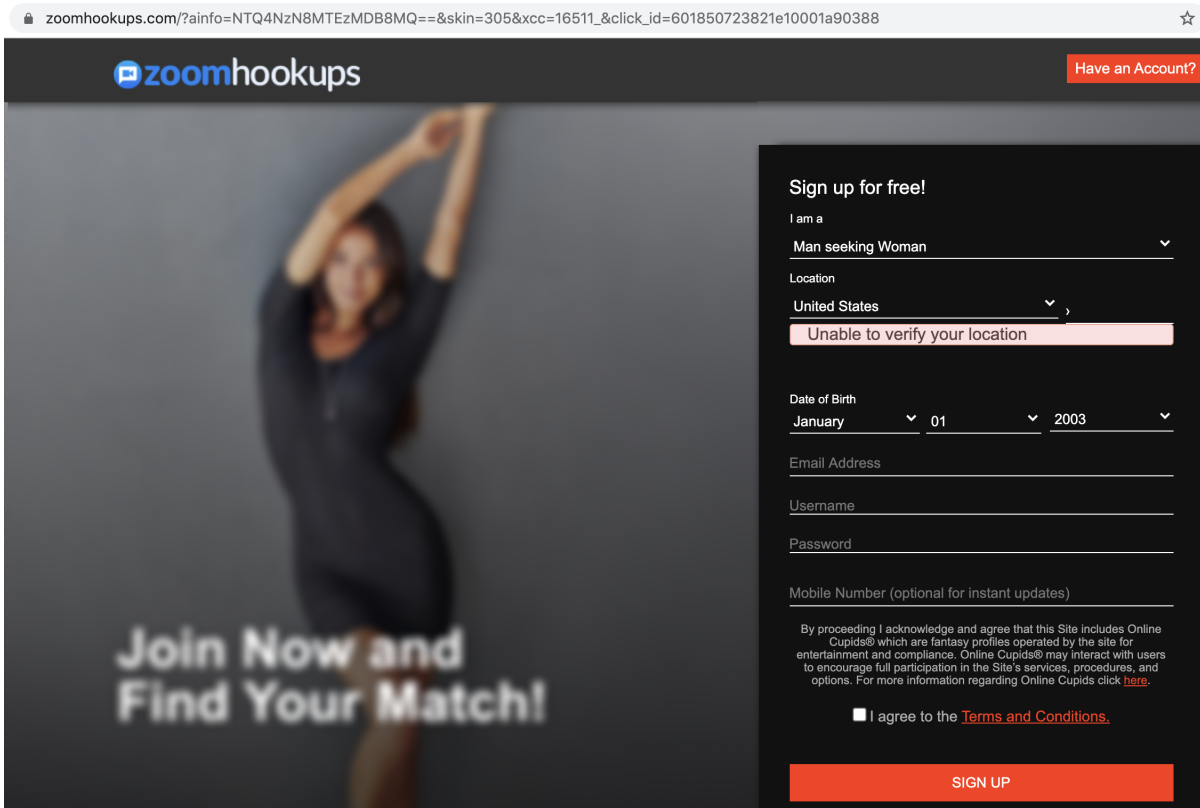 zoomhookups.com/?ainfo=NTQ4NzN8MTEzMDB8MQ==&skin=305&xcc=16511_&click_id=601850723821e10001a90388
zoomhookups
Have an Account?
Sign up for free!
I am a
Man seeking Woman
Location
United States
Unable to verify your location
Date of Birth
January 01 2003
Email Address
Username
Password
Mobile Number (optional for instant updates)
By proceeding I acknowledge and agree that this Site includes Online
Cupids® which are fantasy profiles operated by the site for
entertainment and compliance. Online Cupids® may interact with users
to encourage full participation in the Site's services, procedures, and
options. For more information regarding Online Cupids click here.
I agree to the Terms and Conditions.
SIGN UP
Join Now and
Find Your Match!